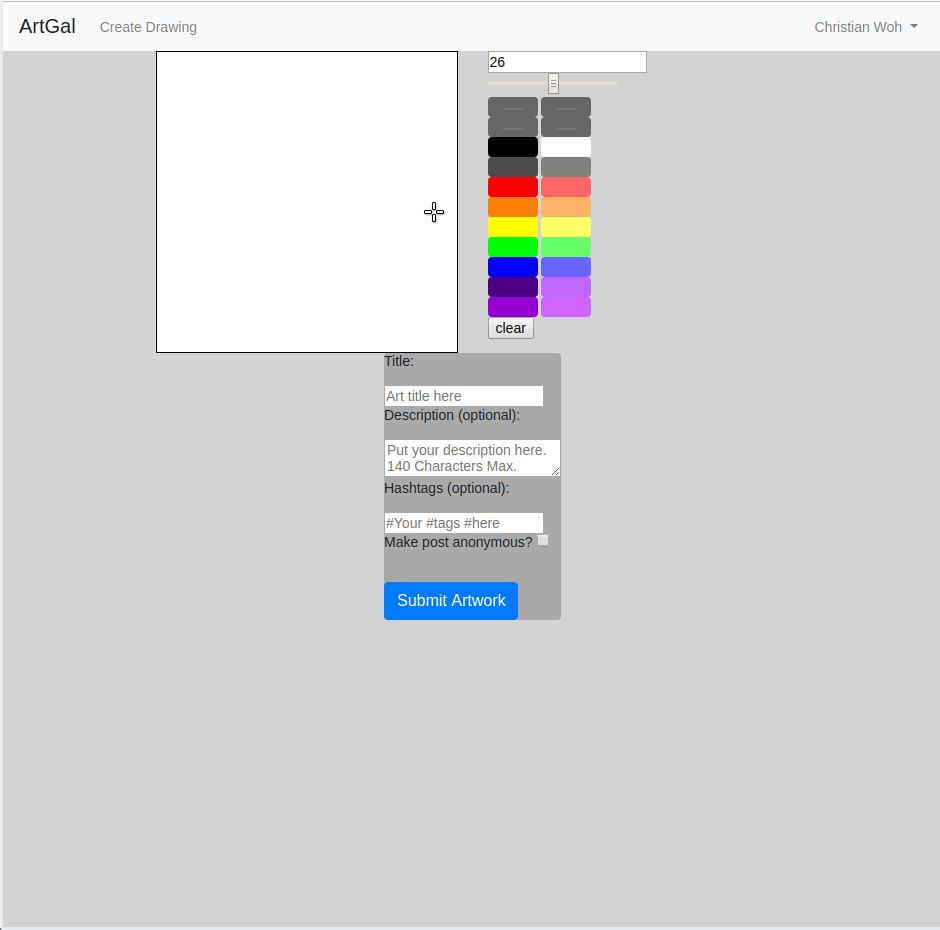 ArtGal
Create Drawing
Christian Woh
26
clear
Title:
Art title here
Description (optional):
Put your description here.
140 Characters Max.
Hashtags (optional):
#Your #tags #here
Make post anonymous?
Submit Artwork